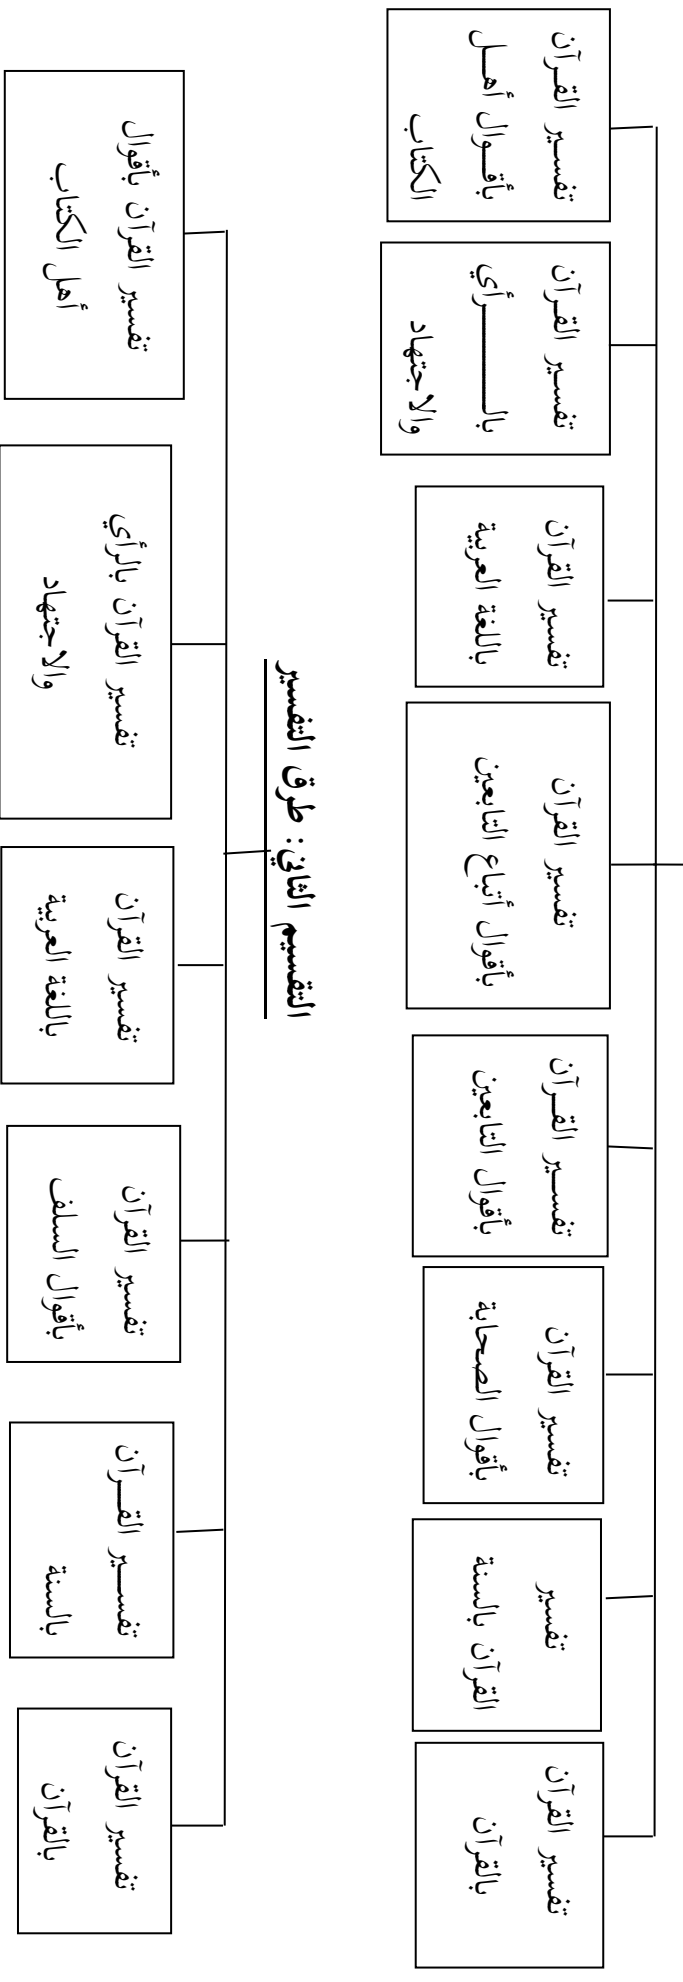 تفسير القرآن
بالقرآن
تفسير
القرآن بالسنة
تفسير القرآن
بأقوال الصحابة
تفسير القرآن
بأقوال التابعين
تفسير القرآن
بأقوال أتباع التابعين
تفسير القرآن
باللغة العربية
تفسير القرآن
بالرأي
والاجتهاد
تفسير القرآن
بأقوال أهل
الكتاب
التقسيم الثاني: طرق التفسير
تفسير القرآن
بالقرآن
تفسير القرآن
بالسنة
تفسير القرآن
بأقوال السلف
تفسير القرآن
باللغة العربية
تفسير القرآن بالرأي
والاجتهاد
تفسير القرآن بأقوال
أهل الكتاب